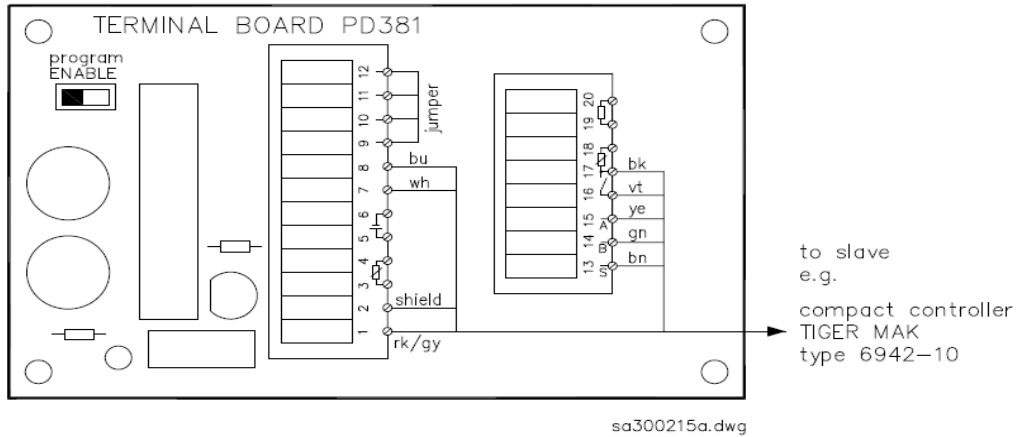 TERMINAL BOARD PD381
program
ENABLE
12
11
10
9
8
7
6
5
4
3
2
1
jumper
bu
wh
shield
rk/gy
20
19
18
17
16
15
A
14
B
13
S
bk
vt
ye
gn
bn
to slave
e.g.
compact controller
TIGER MAK
type 6942-10
sa300215a.dwg